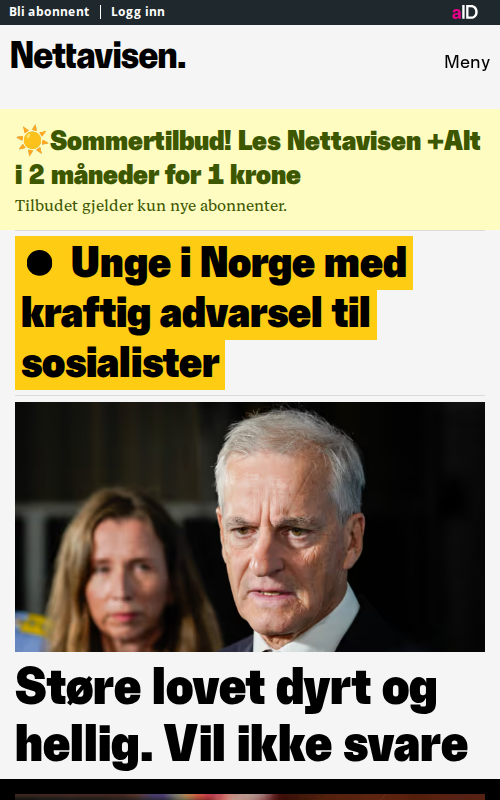 Bli abonnent | Logg inn
aID
Nettavisen.
Meny
☀️Sommertilbud! Les Nettavisen +Alt
i 2 måneder for 1 krone
Tilbudet gjelder kun nye abonnenter.
● Unge i Norge med
kraftig advarsel til
sosialister
Støre lovet dyrt og
hellig. Vil ikke svare